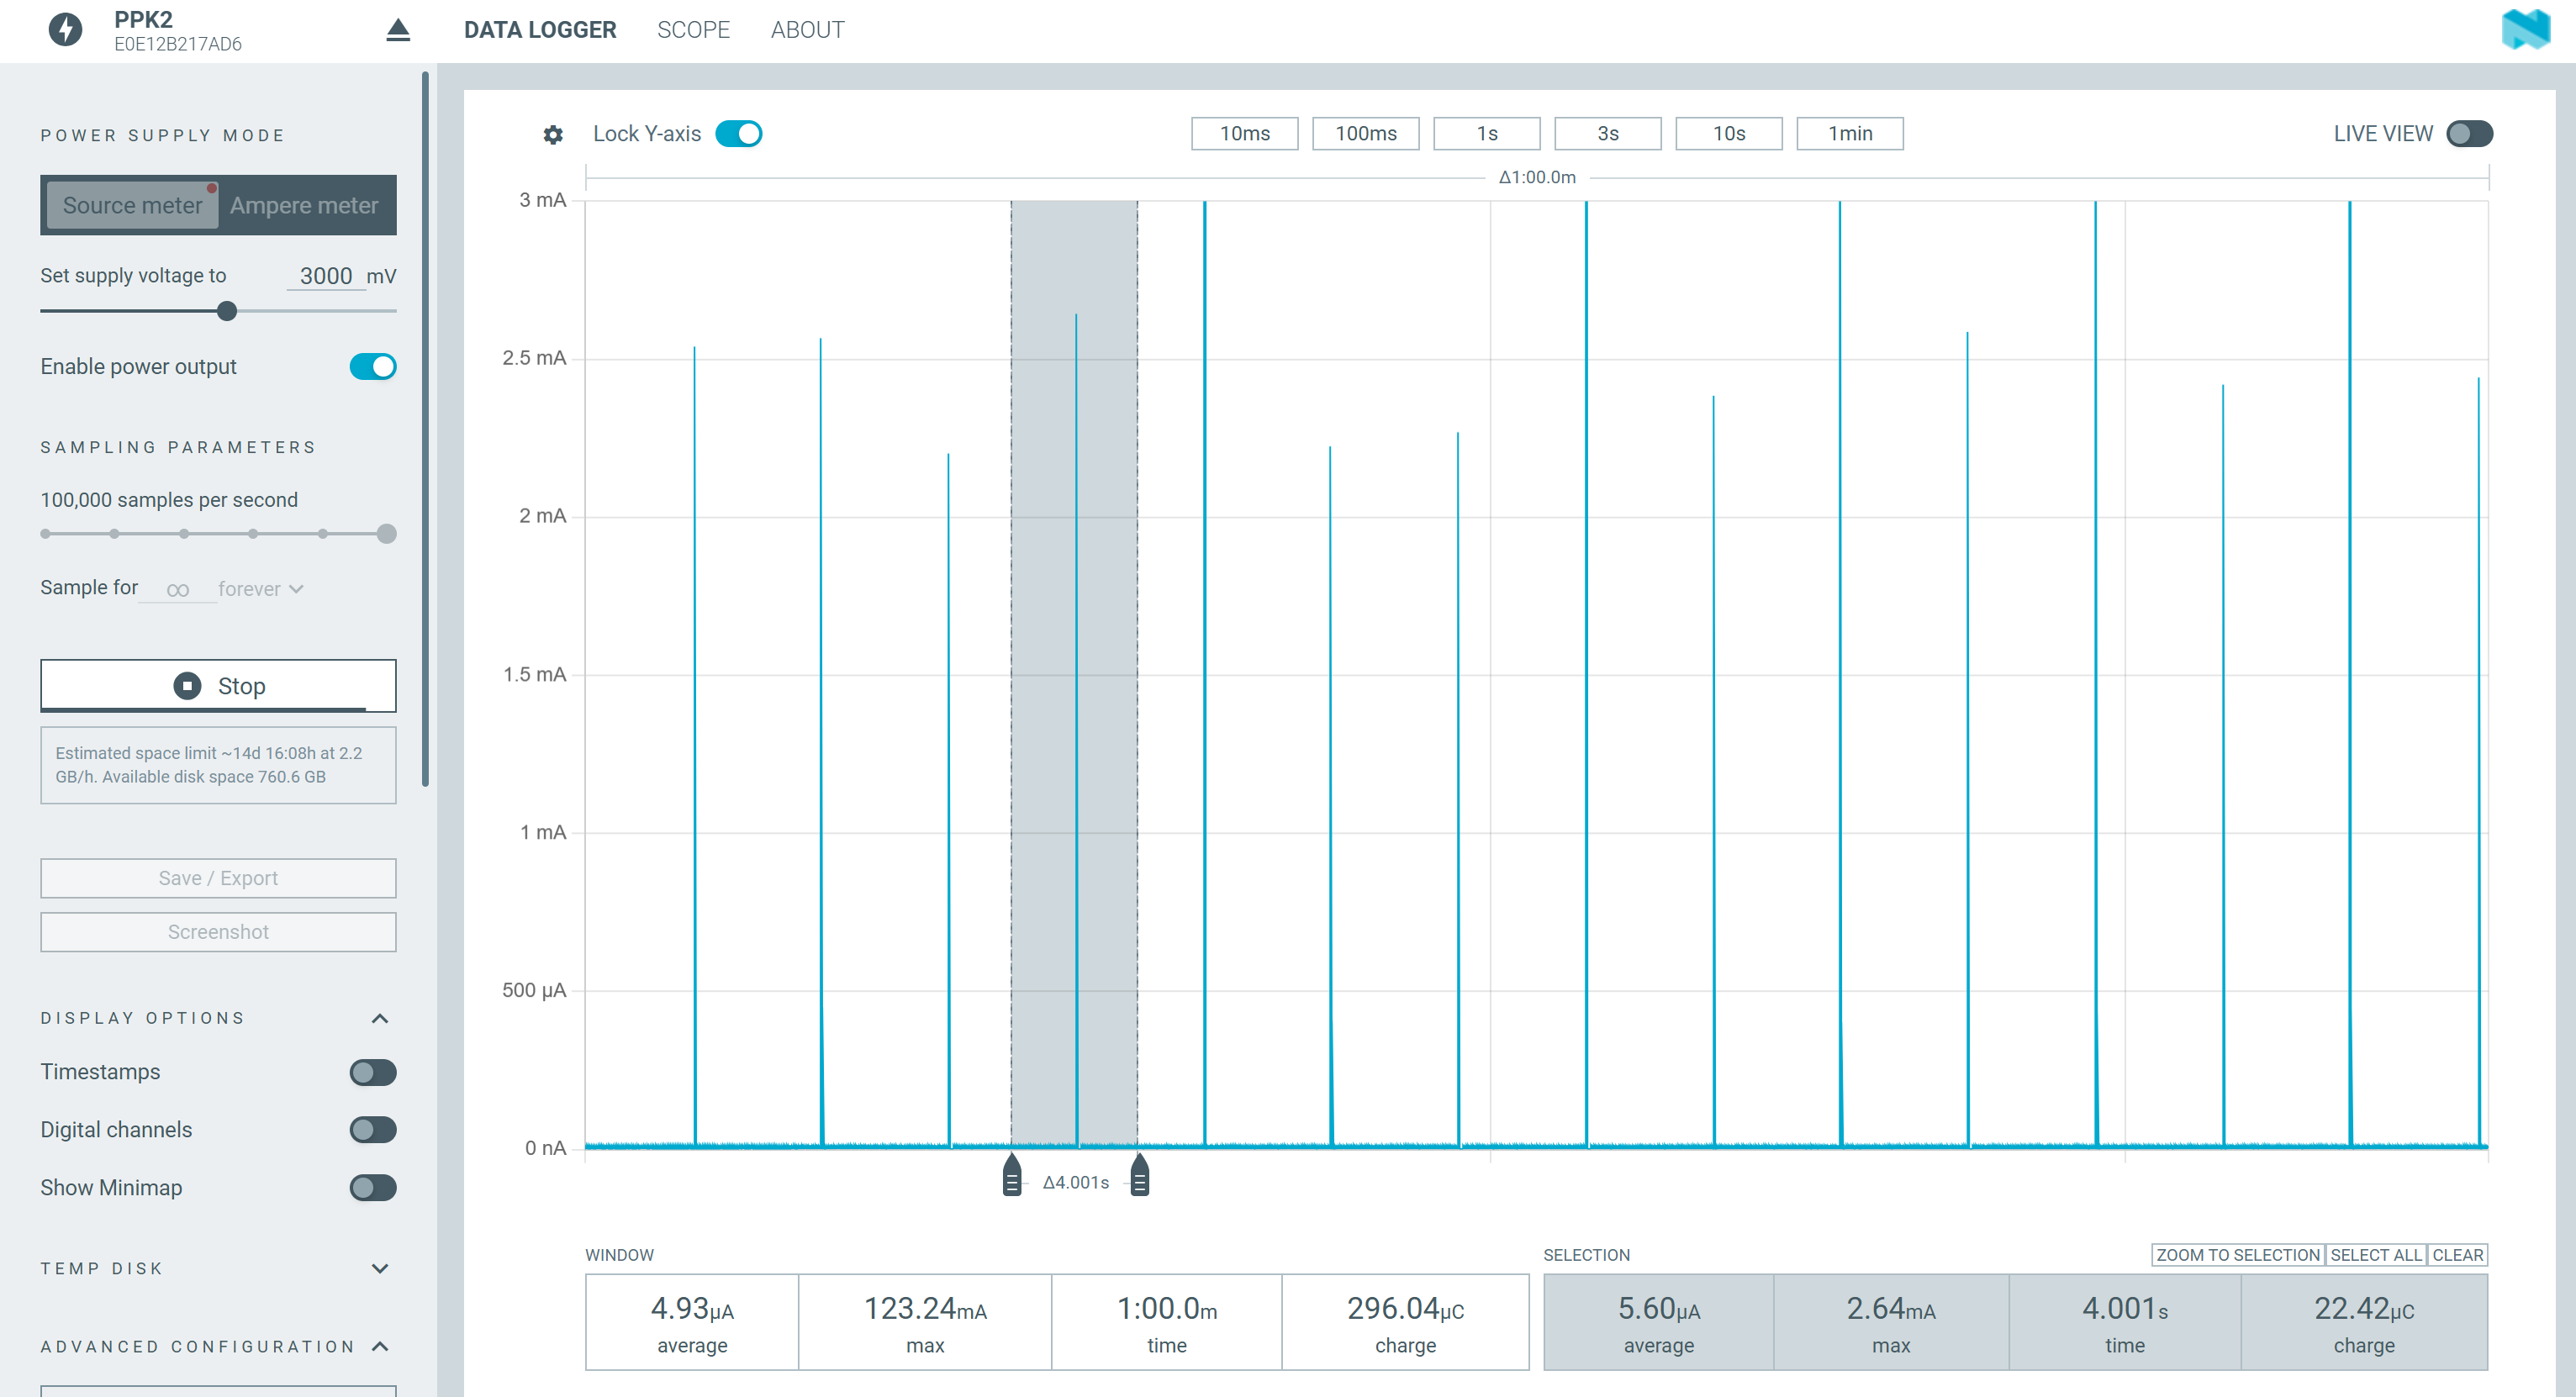 PPK2
E0E12B217AD6
DATA LOGGER SCOPE ABOUT
POWER SUPPLY MODE
Source meter Ampere meter
Set supply voltage to 3000 mV
Enable power output
SAMPLING PARAMETERS
100,000 samples per second
Sample for ∞ forever
Stop
Estimated space limit ~14d 16:08h at 2.2
GB/h. Available disk space 760.6 GB
Save / Export
Screenshot
DISPLAY OPTIONS
Timestamps
Digital channels
Show Minimap
TEMP DISK
ADVANCED CONFIGURATION
Lock Y-axis 10ms 100ms 1s 3s 10s 1min LIVE VIEW
Δ1:00.0m
3 mA
2.5 mA
2 mA
1.5 mA
1 mA
500 µA
0 nA
Δ4.001s
WINDOW
4.93µA 123.24mA 1:00.0m 296.04µC
average max time charge
SELECTION ZOOM TO SELECTION SELECT ALL CLEAR
5.60µA 2.64mA 4.001s 22.42µC
average max time charge